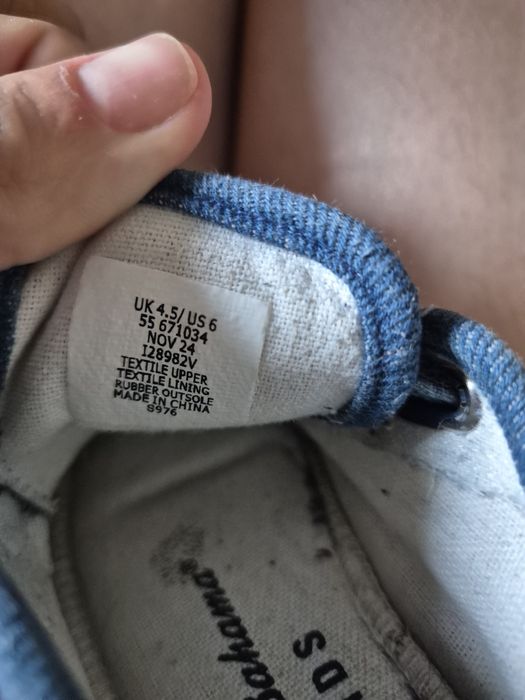 UK 4.5/ US 6
55 671034
NOV 24
I28982V
TEXTILE UPPER
TEXTILE LINING
RUBBER OUTSOLE
MADE IN CHINA
S976
Bahama®